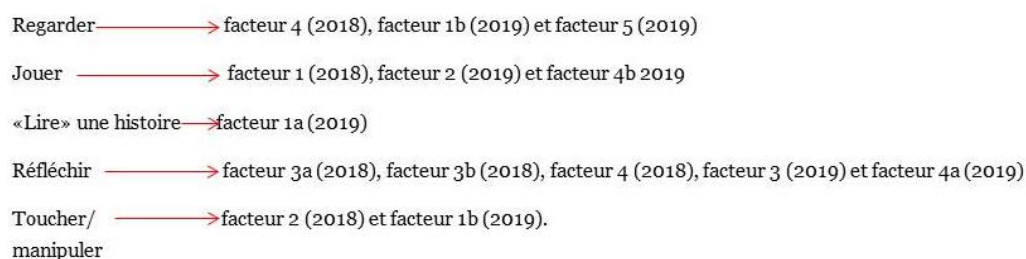 Regarder facteur 4 (2018), facteur 1b (2019) et facteur 5 (2019)
Jouer facteur 1 (2018), facteur 2 (2019) et facteur 4b 2019
«Lire» une histoire facteur 1a (2019)
Réfléchir facteur 3a (2018), facteur 3b (2018), facteur 4 (2018), facteur 3 (2019) et facteur 4a (2019)
Toucher/ facteur 2 (2018) et facteur 1b (2019).
manipuler